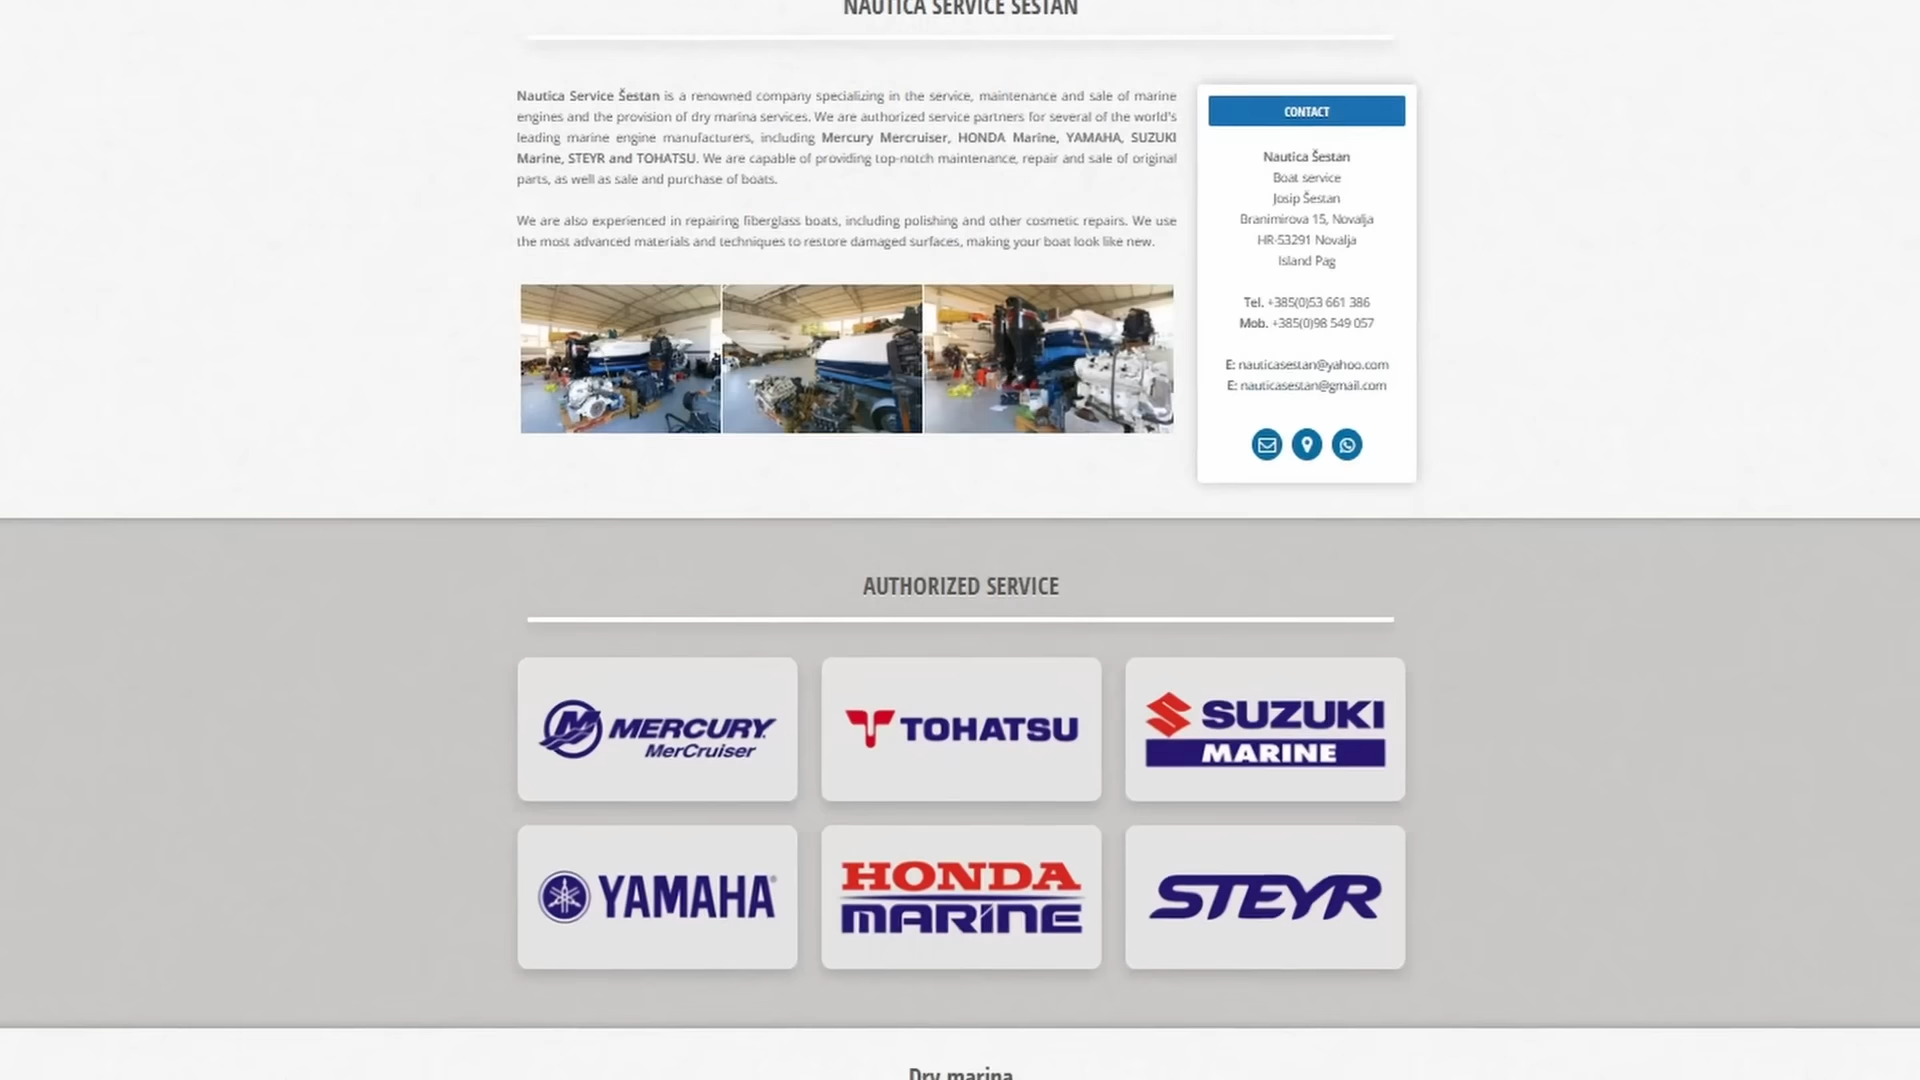 NAUTICA SERVICE ŠESTAN
Nautica Service Šestan is a renowned company specializing in the service, maintenance and sale of marine
engines and the provision of dry marina services. We are authorized service partners for several of the world's
leading marine engine manufacturers, including Mercury Mercruiser, HONDA Marine, YAMAHA, SUZUKI
Marine, STEYR and TOHATSU. We are capable of providing top-notch maintenance, repair and sale of original
parts, as well as sale and purchase of boats.
We are also experienced in repairing fiberglass boats, including polishing and other cosmetic repairs. We use
the most advanced materials and techniques to restore damaged surfaces, making your boat look like new.
CONTACT
Nautica Šestan
Boat service
Josip Šestan
Branimirova 15, Novalja
HR-53291 Novalja
Island Pag
Tel. +385(0)53 661 386
Mob. +385(0)98 549 057
E: nauticasestan@yahoo.com
E: nauticasestan@gmail.com
AUTHORIZED SERVICE
MERCURY
MerCruiser
TOHATSU
SUZUKI
MARINE
YAMAHA
HONDA
MARINE
STEYR
Dry marina